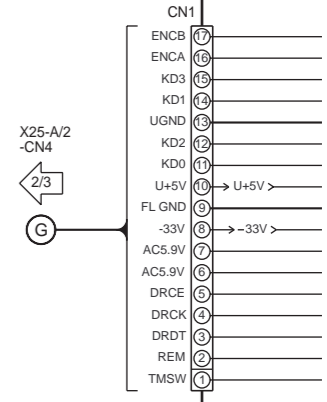 CN1
ENCB 17
ENCA 16
KD3 15
KD1 14
UGND 13
KD2 12
KD0 11
U+5V 10 U+5V
FL GND 9
-33V 8 -33V
AC5.9V 7
AC5.9V 6
DRCE 5
DRCK 4
DRDT 3
REM 2
TMSW 1
X25-A/2
-CN4
2/3
G